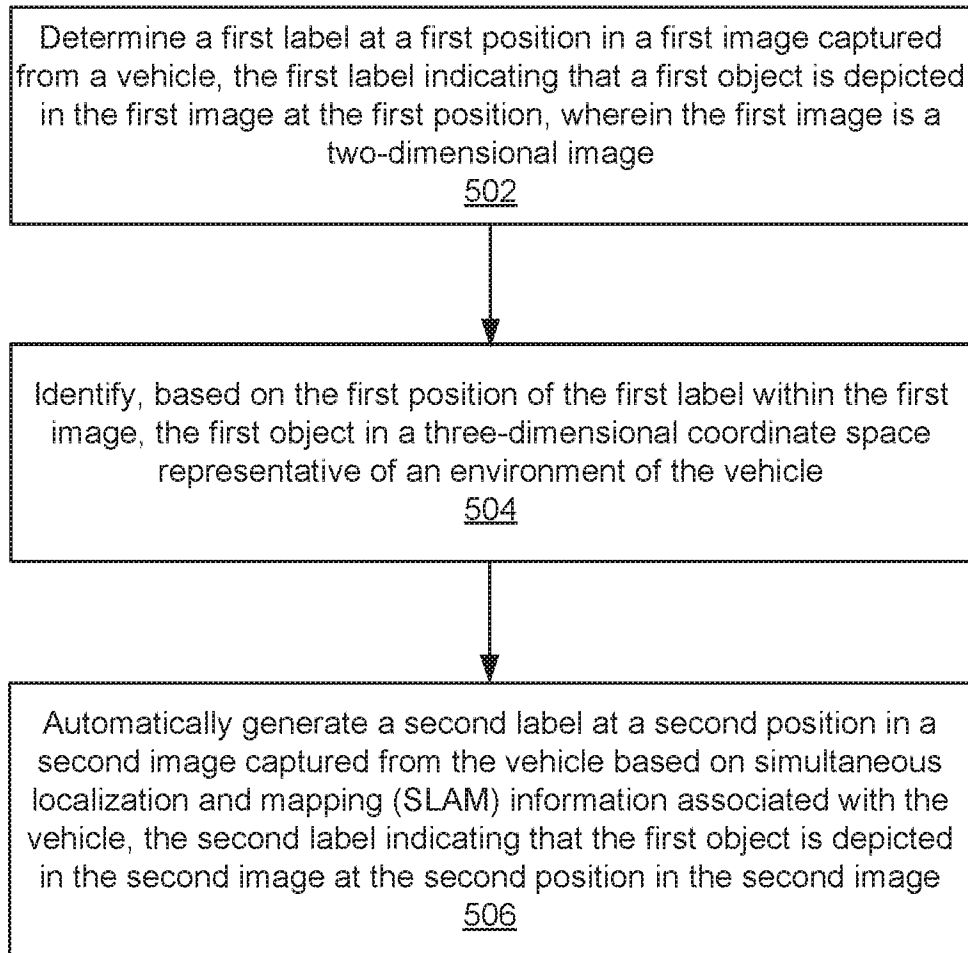 Determine a first label at a first position in a first image captured
from a vehicle, the first label indicating that a first object is depicted
in the first image at the first position, wherein the first image is a
two-dimensional image
502
Identify, based on the first position of the first label within the first
image, the first object in a three-dimensional coordinate space
representative of an environment of the vehicle
504
Automatically generate a second label at a second position in a
second image captured from the vehicle based on simultaneous
localization and mapping (SLAM) information associated with the
vehicle, the second label indicating that the first object is depicted
in the second image at the second position in the second image
506